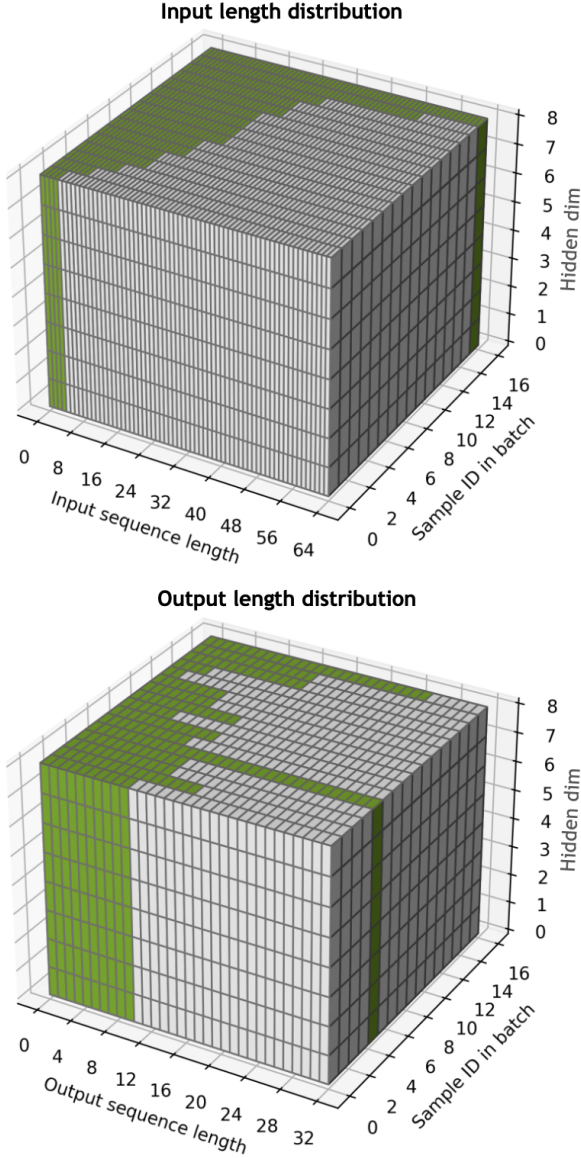 Input length distribution
8
7
6
5
4
3
2
1
0
Hidden dim
0 8 16 24 32 40 48 56 64
Input sequence length
0 2 4 6 8 10 12 14 16
Sample ID in batch
Output length distribution
8
7
6
5
4
3
2
1
0
Hidden dim
0 4 8 12 16 20 24 28 32
Output sequence length
0 2 4 6 8 10 12 14 16
Sample ID in batch